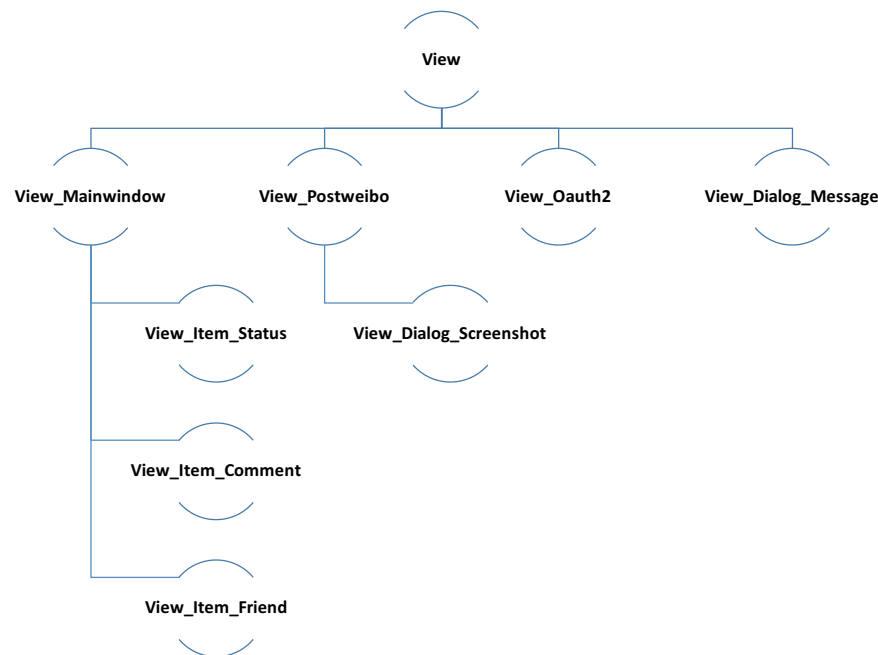 View
View_Mainwindow
View_Postweibo
View_Oauth2
View_Dialog_Message
View_Item_Status
View_Dialog_Screenshot
View_Item_Comment
View_Item_Friend